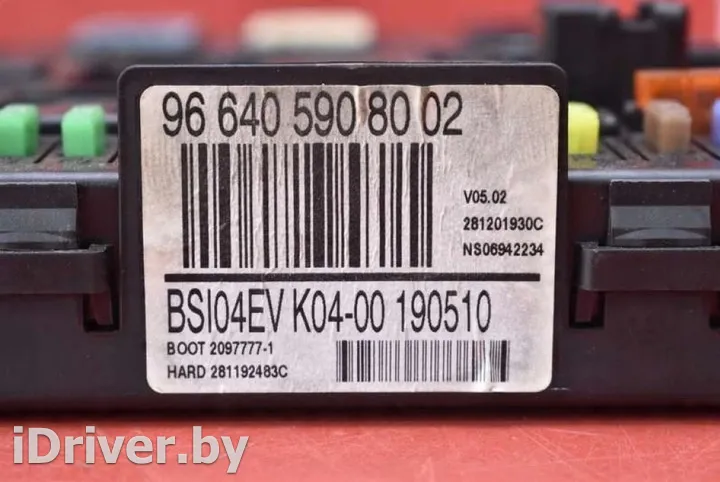 96 640 590 80 02
V05.02
281201930C
NS06942234
BSI04EV K04-00 190510
BOOT 2097777-1
HARD 281192483C
iDriver.by